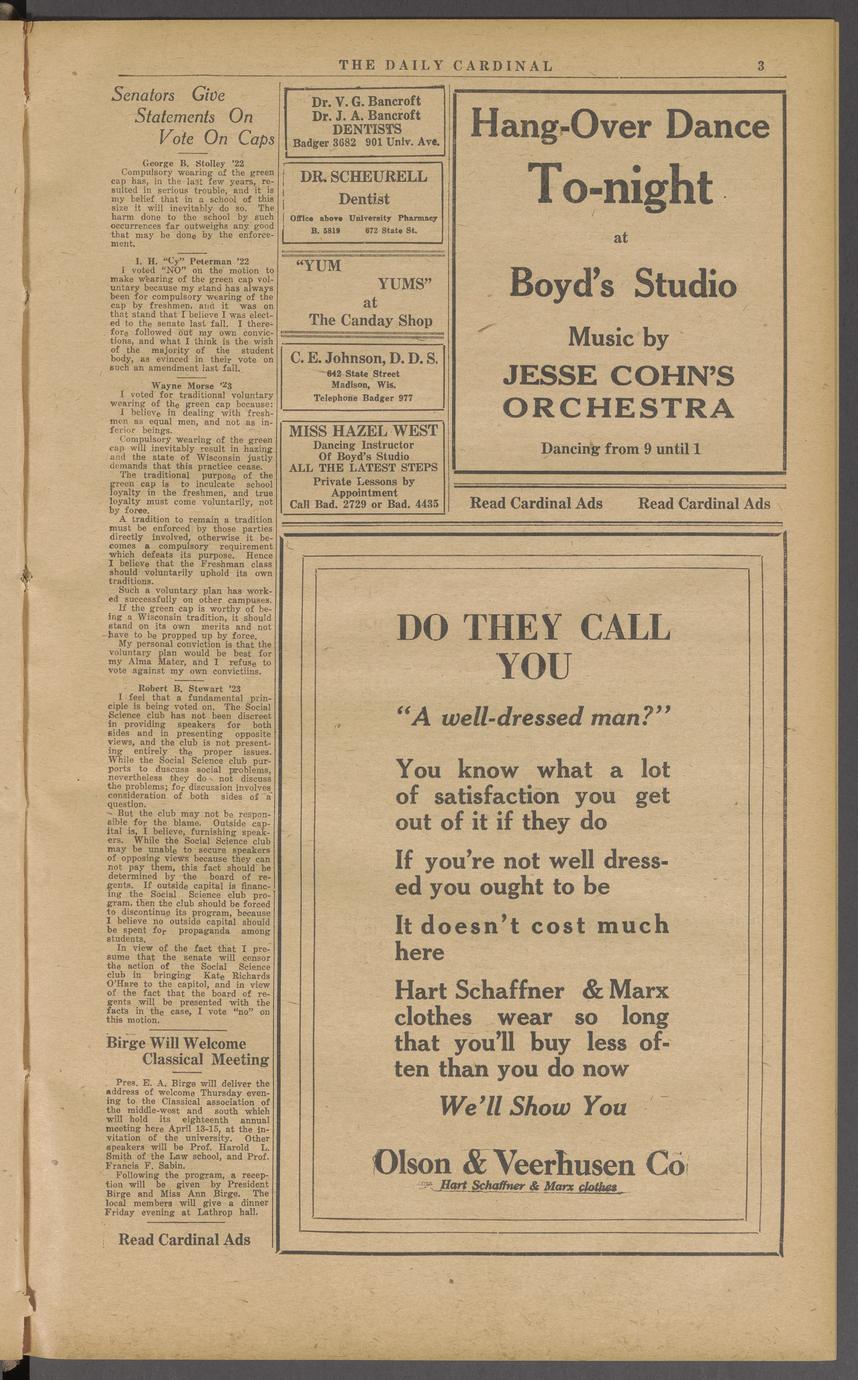 THE DAILY CARDINAL 3
Senators Give
Statements On
Vote On Caps
George B. Stolley '22
Compulsory wearing of the green
cap has, in the last few years, re-
sulted in serious trouble, and it is
my belief that in a school of this
size it will inevitably do so. The
harm done to the school by such
occurrences far outweighs any good
that may be done by the enforce-
ment.
I. H. "Cy" Peterman '22
I voted "NO" on the motion to
make wearing of the green cap vol-
untary because my stand has always
been for compulsory wearing of the
cap by freshmen, and it was on
that stand that I believe I was elect-
ed to the senate last fall. I there-
fore followed out my own convic-
tions, and what I think is the wish
of the majority of the student
body, as evinced in their vote on
such an amendment last fall.
Wayne Morse '23
I voted for traditional voluntary
wearing of the green cap because:
I believe in dealing with fresh-
men as equal men, and not as in-
ferior beings.
Compulsory wearing of the green
cap will inevitably result in hazing
and the state of Wisconsin justly
demands that this practice cease.
The traditional purpose of the
green cap is to inculcate school
loyalty in the freshmen, and true
loyalty must come voluntarily, not
by force.
A tradition to remain a tradition
must be enforced by those parties
directly involved, otherwise it be-
comes a compulsory requirement
which defeats its purpose. Hence
I believe that the Freshman class
should voluntarily uphold its own
traditions.
Such a voluntary plan has work-
ed successfully on other campuses.
If the green cap is worthy of be-
ing a Wisconsin tradition, it should
stand on its own merits and not
have to be propped up by force.
My personal conviction is that the
voluntary plan would be best for
my Alma Mater, and I refuse to
vote against my own convictiins.
Robert B. Stewart '23
I feel that a fundamental prin-
ciple is being voted on. The Social
Science club has not been discreet
in providing speakers for both
sides and in presenting opposite
views, and the club is not present-
ing entirely the proper issues.
While the Social Science club pur-
ports to duscuss social problems,
nevertheless they do not discuss
the problems; for discussion involves
consideration of both sides of a
question.
But the club may not be respon-
sible for the blame. Outside cap-
ital is, I believe, furnishing speak-
ers. While the Social Science club
may be unable to secure speakers
of opposing views because they can
not pay them, this fact should be
determined by the board of re-
gents. If outside capital is financ-
ing the Social Science club pro-
gram, then the club should be forced
to discontinue its program, because
I believe no outside capital should
be spent for propaganda among
students.
In view of the fact that I pre-
sume that the senate will censor
the action of the Social Science
club in bringing Kate Richards
O'Hare to the capitol, and in view
of the fact that the board of re-
gents will be presented with the
facts in the case, I vote "no" on
this motion.
Birge Will Welcome
Classical Meeting
Pres. E. A. Birge will deliver the
address of welcome Thursday even-
ing to the Classical association of
the middle-west and south which
will hold its eighteenth annual
meeting here April 13-15, at the in-
vitation of the university. Other
speakers will be Prof. Harold L.
Smith of the Law school, and Prof.
Francis F. Sabin.
Following the program, a recep-
tion will be given by President
Birge and Miss Ann Birge. The
local members will give a dinner
Friday evening at Lathrop hall.
Read Cardinal Ads
Dr. V. G. Bancroft
Dr. J. A. Bancroft
DENTISTS
Badger 3682 901 Univ. Ave.
DR. SCHEURELL
Dentist
Office above University Pharmacy
B. 5819 672 State St.
"YUM
YUMS"
at
The Canday Shop
C. E. Johnson, D. D. S.
642 State Street
Madison, Wis.
Telephone Badger 977
MISS HAZEL WEST
Dancing Instructor
Of Boyd's Studio
ALL THE LATEST STEPS
Private Lessons by
Appointment
Call Bad. 2729 or Bad. 4435
Hang-Over Dance
To-night
at
Boyd's Studio
Music by
JESSE COHN'S
ORCHESTRA
Dancing from 9 until 1
Read Cardinal Ads Read Cardinal Ads
DO THEY CALL
YOU
"A well-dressed man?"
You know what a lot
of satisfaction you get
out of it if they do
If you're not well dress-
ed you ought to be
It doesn't cost much
here
Hart Schaffner & Marx
clothes wear so long
that you'll buy less of-
ten than you do now
We'll Show You
Olson & Veerhusen Co
Hart Schaffner & Marx clothes